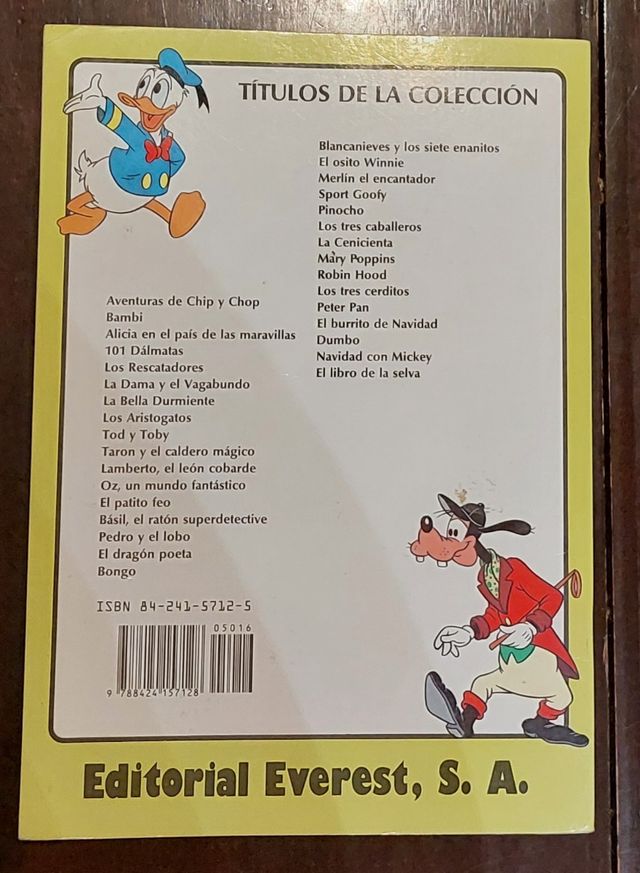 TÍTULOS DE LA COLECCIÓN
Aventuras de Chip y Chop
Bambi
Alicia en el país de las maravillas
101 Dálmatas
Los Rescatadores
La Dama y el Vagabundo
La Bella Durmiente
Los Aristogatos
Tod y Toby
Taron y el caldero mágico
Lamberto, el león cobarde
Oz, un mundo fantástico
El patito feo
Básil, el ratón superdetective
Pedro y el lobo
El dragón poeta
Bongo
Blancanieves y los siete enanitos
El osito Winnie
Merlín el encantador
Sport Goofy
Pinocho
Los tres caballeros
La Cenicienta
Mary Poppins
Robin Hood
Los tres cerditos
Peter Pan
El burrito de Navidad
Dumbo
Navidad con Mickey
El libro de la selva
ISBN 84-241-5712-5
05016
9 788424 157128
Editorial Everest, S. A.